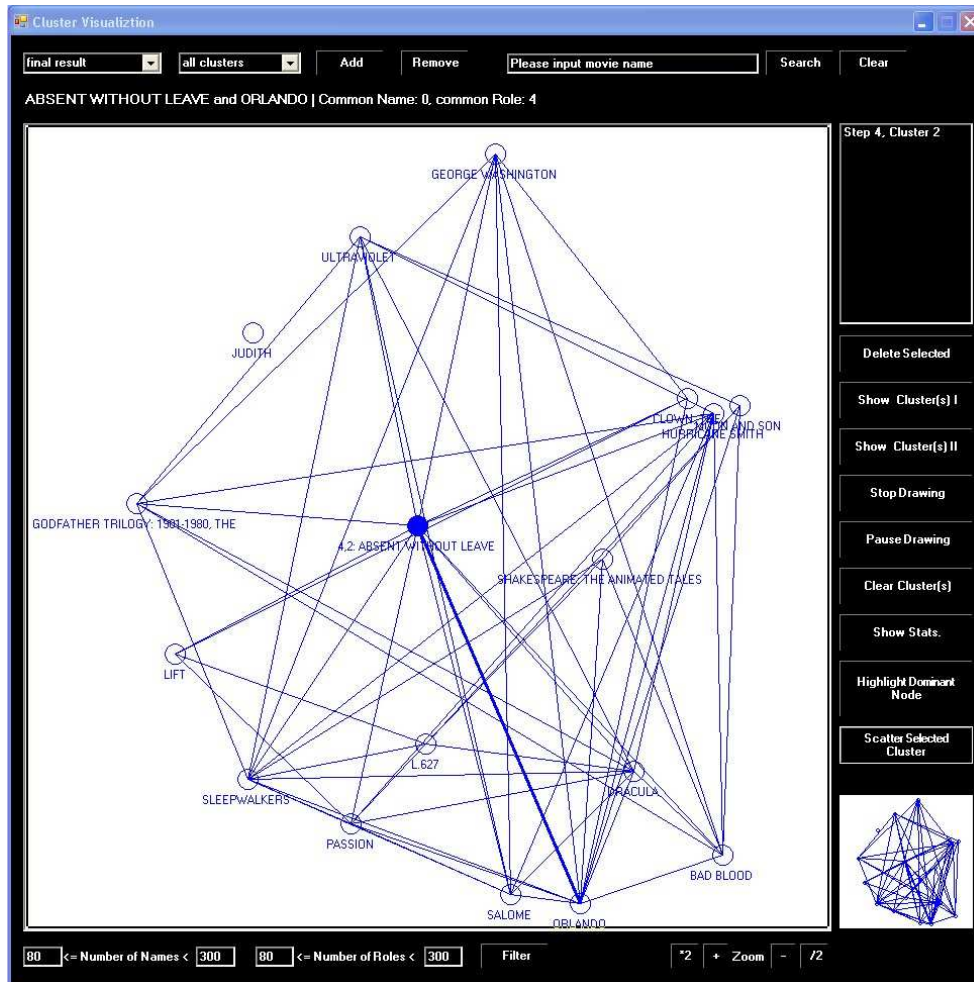 Cluster Visualiztion
final result all clusters Add Remove Please input movie name Search Clear
ABSENT WITHOUT LEAVE and ORLANDO | Common Name: 0, common Role: 4
Step 4, Cluster 2
GEORGE WASHINGTON
ULTRAVIOLET
JUDITH
Delete Selected
Show Cluster(s) I
CLOWN, THE
MOON AND SON
HURRICANE SMITH
Show Cluster(s) II
Stop Drawing
GODFATHER TRILOGY: 1901-1980, THE
4,2: ABSENT WITHOUT LEAVE
Pause Drawing
SHAKESPEARE: THE ANIMATED TALES
Clear Cluster(s)
Show Stats.
LIFT
Highlight Dominant
Node
Scatter Selected
Cluster
L.627
SLEEPWALKERS
DRACULA
PASSION
BAD BLOOD
SALOME
ORLANDO
80 <= Number of Names < 300 80 <= Number of Roles < 300 Filter *2 + Zoom - /2